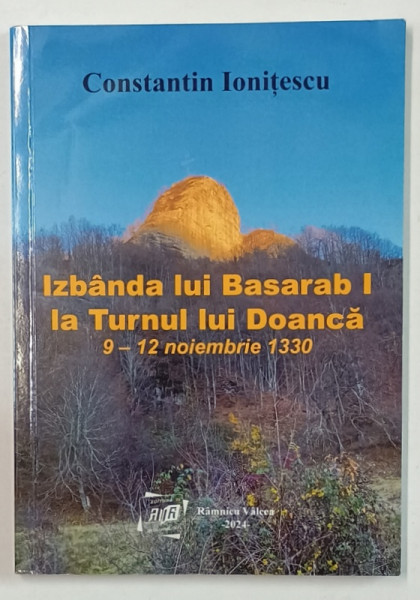 Constantin Ionițescu
Izbânda lui Basarab I
la Turnul lui Doancă
9 – 12 noiembrie 1330
Râmnicu Vâlcea
-2024-